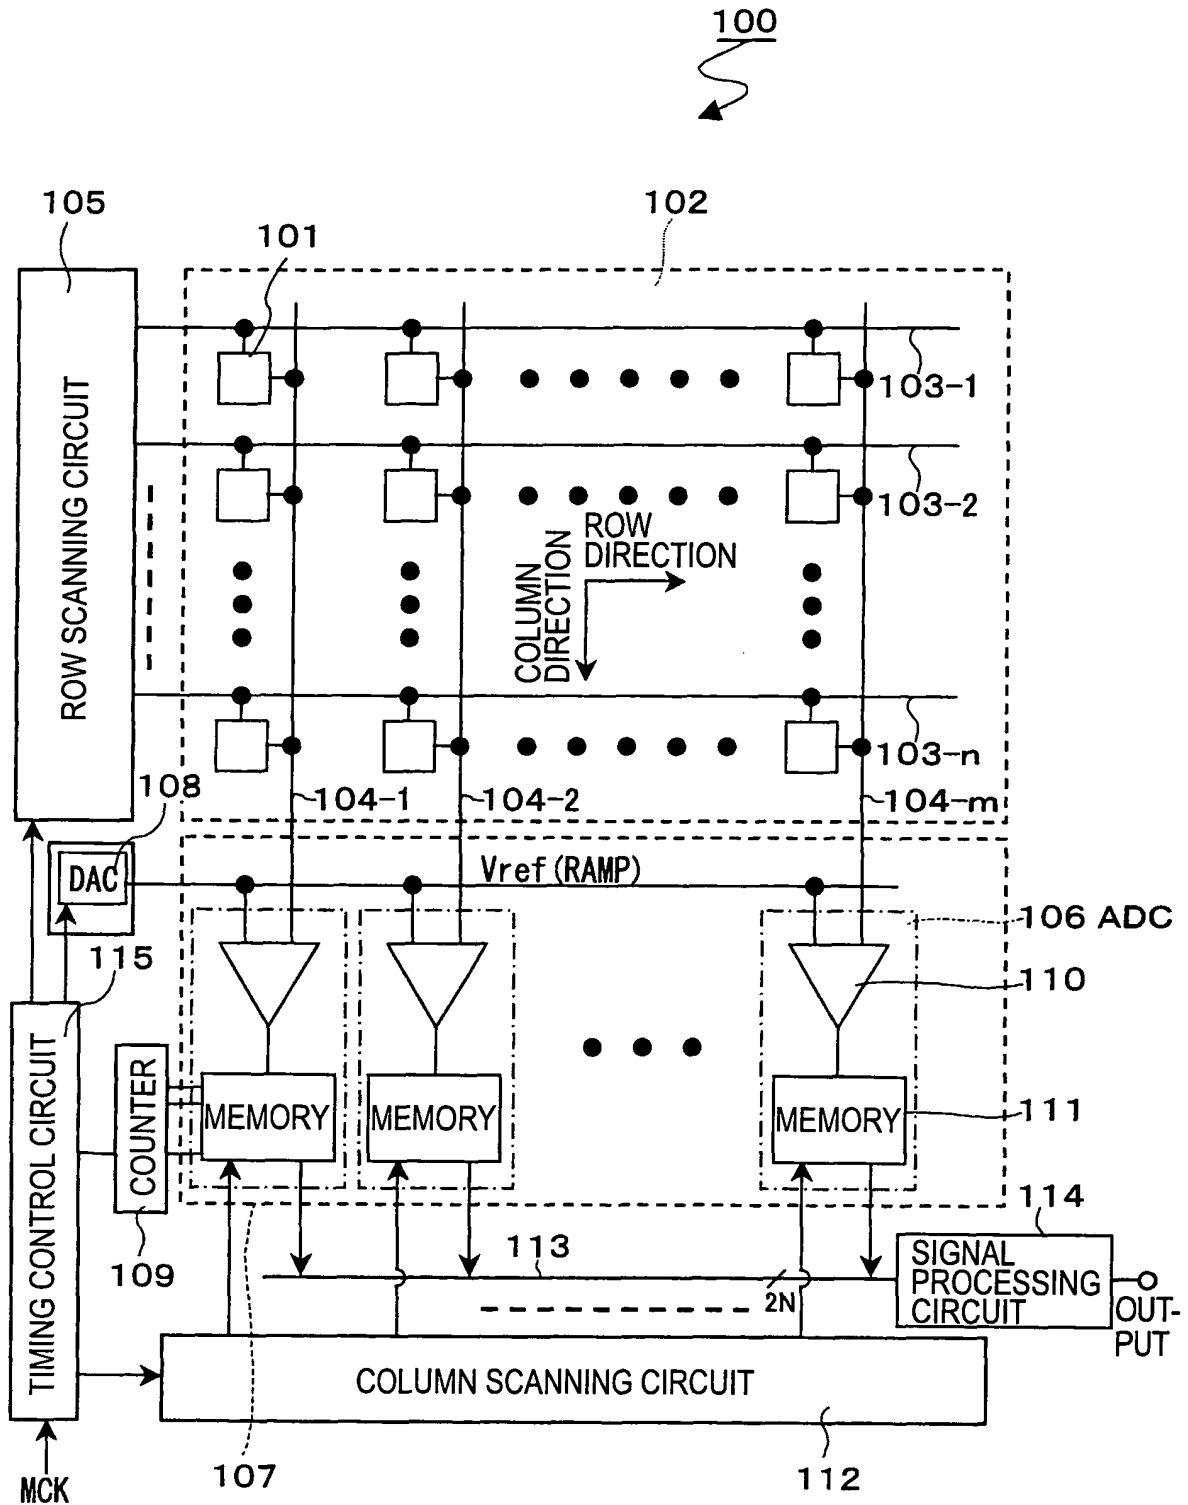 100
105
102
101
103-1
103-2
ROW SCANNING CIRCUIT
ROW
DIRECTION
COLUMN
DIRECTION
103-n
108
104-1
104-2
104-m
DAC
Vref(RAMP)
106 ADC
115
110
TIMING CONTROL CIRCUIT
COUNTER
MEMORY
MEMORY
MEMORY
111
109
113
114
2N
SIGNAL
PROCESSING
CIRCUIT
OUT-
PUT
COLUMN SCANNING CIRCUIT
MCK
107
112